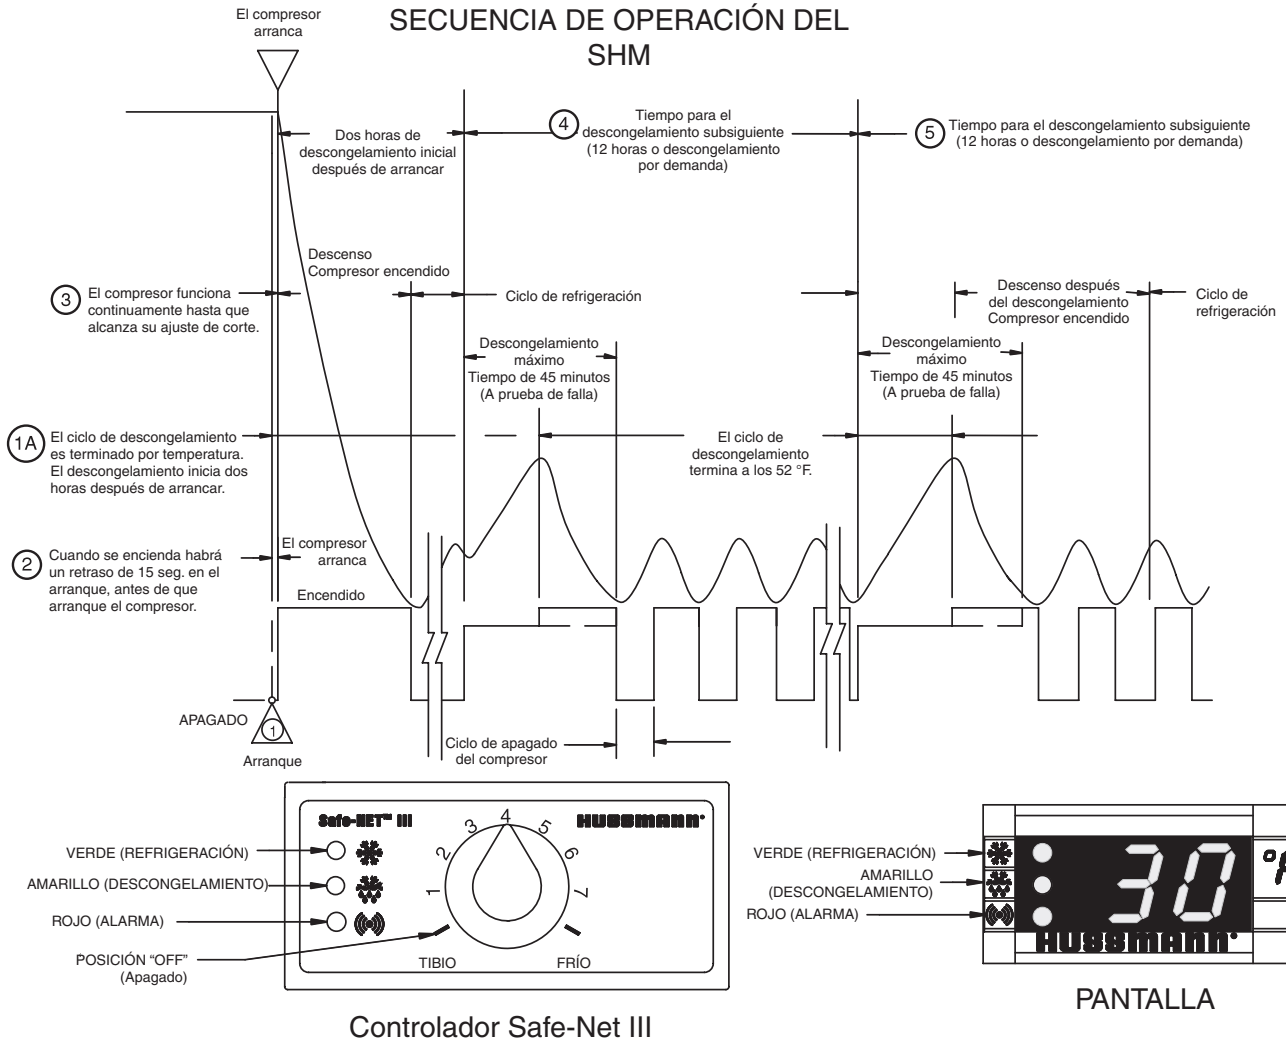 El compresor
arranca
SECUENCIA DE OPERACIÓN DEL
SHM
Dos horas de
descongelamiento inicial
después de arrancar
4
Tiempo para el
descongelamiento subsiguiente
(12 horas o descongelamiento
por demanda)
5
Tiempo para el descongelamiento subsiguiente
(12 horas o descongelamiento por demanda)
Descenso
Compresor encendido
3
El compresor funciona
continuamente hasta que
alcanza su ajuste de corte.
Ciclo de refrigeración
Descenso después
del descongelamiento
Compresor encendido
Ciclo de
refrigeración
Descongelamiento
máximo
Tiempo de 45 minutos
(A prueba de falla)
Descongelamiento
máximo
Tiempo de 45 minutos
(A prueba de falla)
1A
El ciclo de descongelamiento
es terminado por temperatura.
El descongelamiento inicia dos
horas después de arrancar.
El ciclo de
descongelamiento
termina a los 52 °F.
2
Cuando se encienda habrá
un retraso de 15 seg. en el
arranque, antes de que
arranque el compresor.
El compresor
arranca
Encendido
APAGADO
1
Arranque
Ciclo de apagado
del compresor
Safe-NET™ III
HUSSMANN®
1
2
3
4
5
6
7
VERDE (REFRIGERACIÓN)
AMARILLO (DESCONGELAMIENTO)
ROJO (ALARMA)
POSICIÓN “OFF”
(Apagado)
TIBIO
FRÍO
Controlador Safe-Net III
VERDE (REFRIGERACIÓN)
AMARILLO
(DESCONGELAMIENTO)
ROJO (ALARMA)
30
°F
HUSSMANN®
PANTALLA